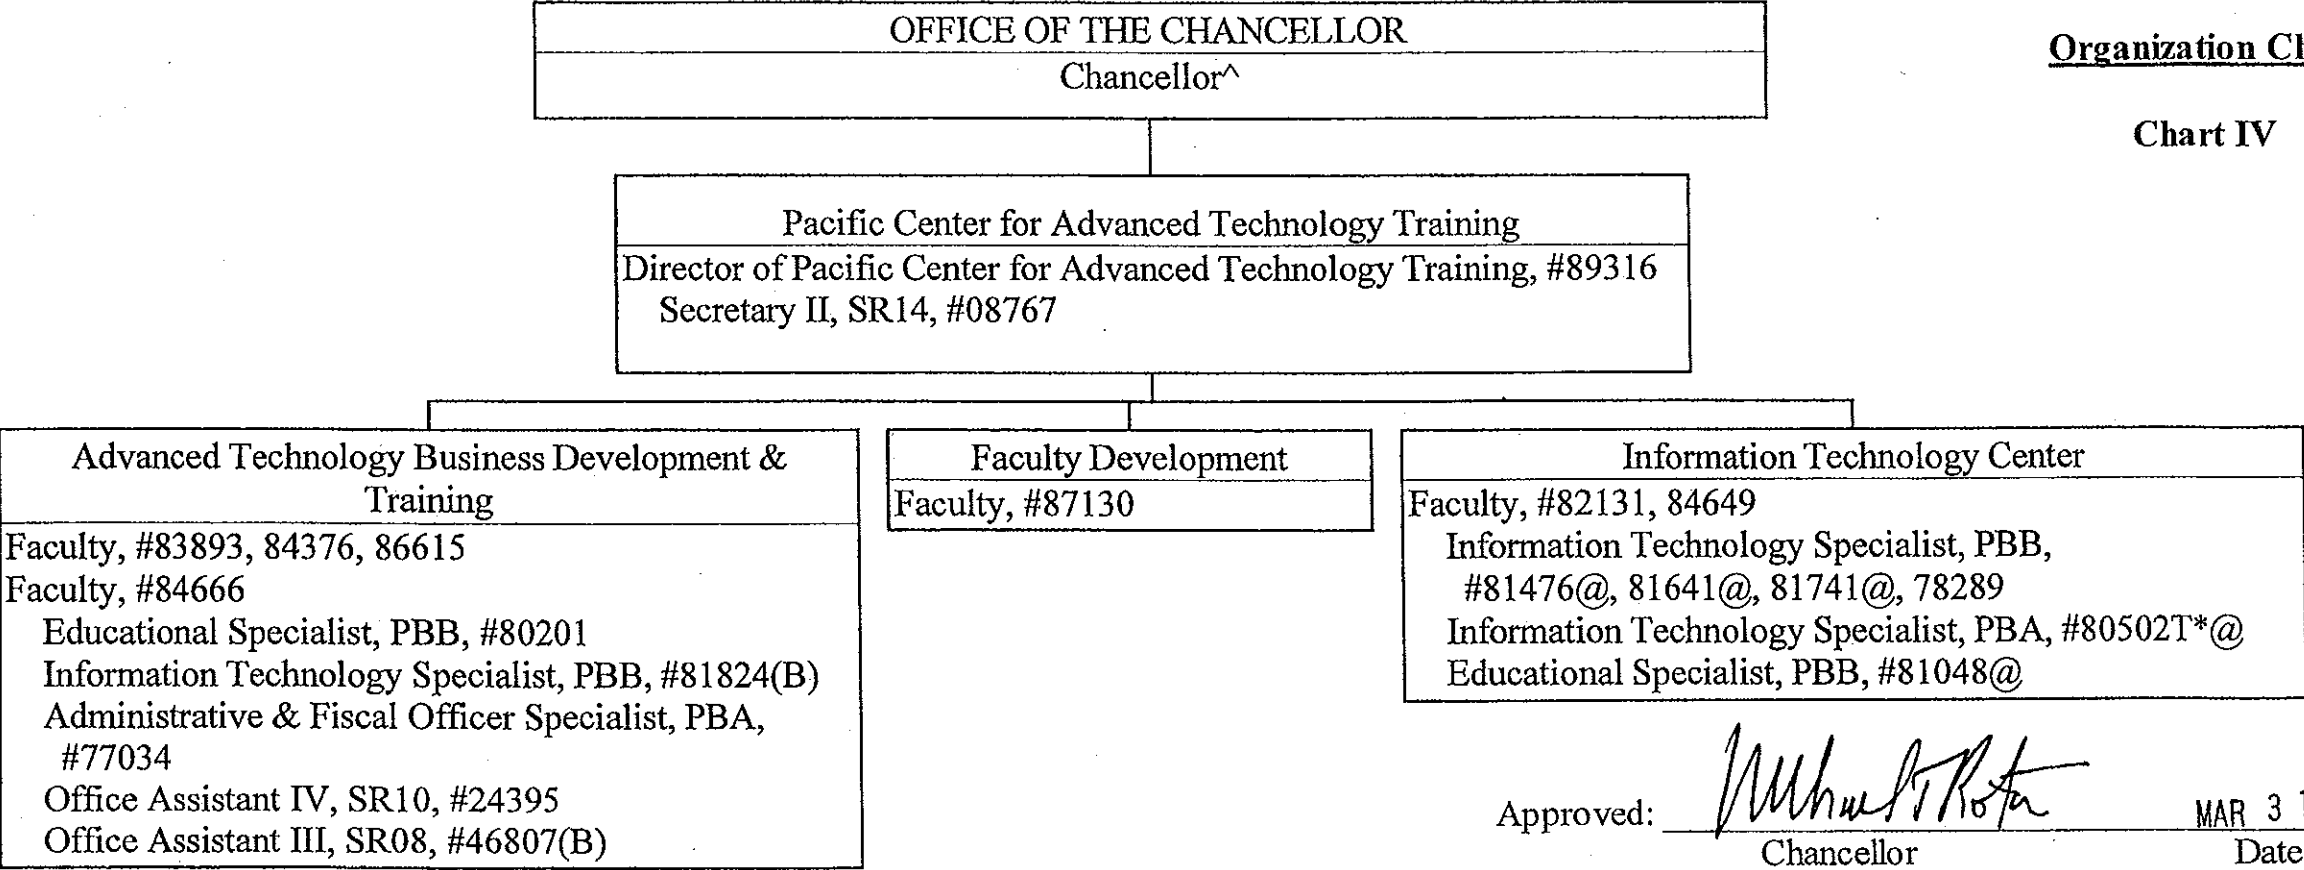 OFFICE OF THE CHANCELLOR
Chancellor^
Organization Cl
Chart IV
Pacific Center for Advanced Technology Training
Director of Pacific Center for Advanced Technology Training, #89316
Secretary II, SR14, #08767
Advanced Technology Business Development &
Training
Faculty, #83893, 84376, 86615
Faculty, #84666
Educational Specialist, PBB, #80201
Information Technology Specialist, PBB, #81824(B)
Administrative & Fiscal Officer Specialist, PBA,
#77034
Office Assistant IV, SR10, #24395
Office Assistant III, SR08, #46807(B)
Faculty Development
Faculty, #87130
Information Technology Center
Faculty, #82131, 84649
Information Technology Specialist, PBB,
#81476@, 81641@, 81741@, 78289
Information Technology Specialist, PBA, #80502T*@
Educational Specialist, PBB, #81048@
Approved:
MAR 3
Chancellor
Date